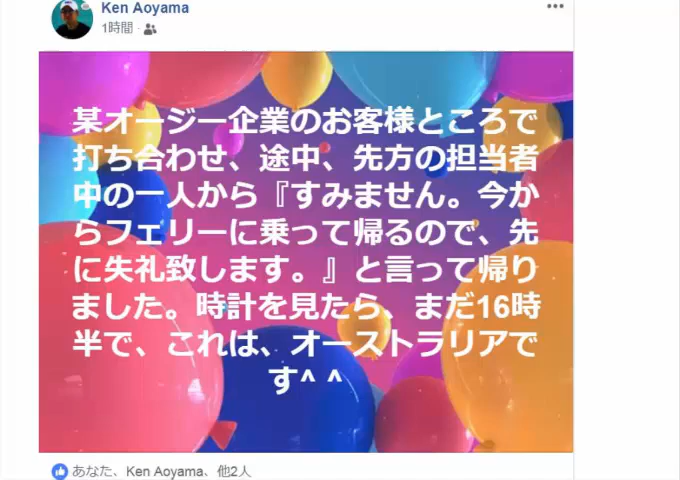 Ken Aoyama
1時間
某オージー企業のお客様ところで
打ち合わせ、途中、先方の担当者
中の一人から『すみません。今か
らフェリーに乗って帰るので、先
に失礼致します。』と言って帰り
ました。時計を見たら、まだ16時
半で、これは、オーストラリアで
す^ ^
あなた、Ken Aoyama、他2人